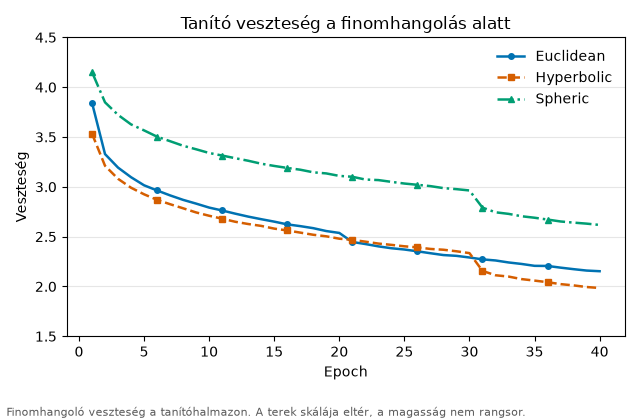 Tanító veszteség a finomhangolás alatt
4.5
4.0
3.5
3.0
2.5
2.0
1.5
Veszteség
Euclidean
Hyperbolic
Spheric
0 5 10 15 20 25 30 35 40
Epoch
Finomhangoló veszteség a tanítóhalmazon. A terek skálája eltér, a magasság nem rangsor.